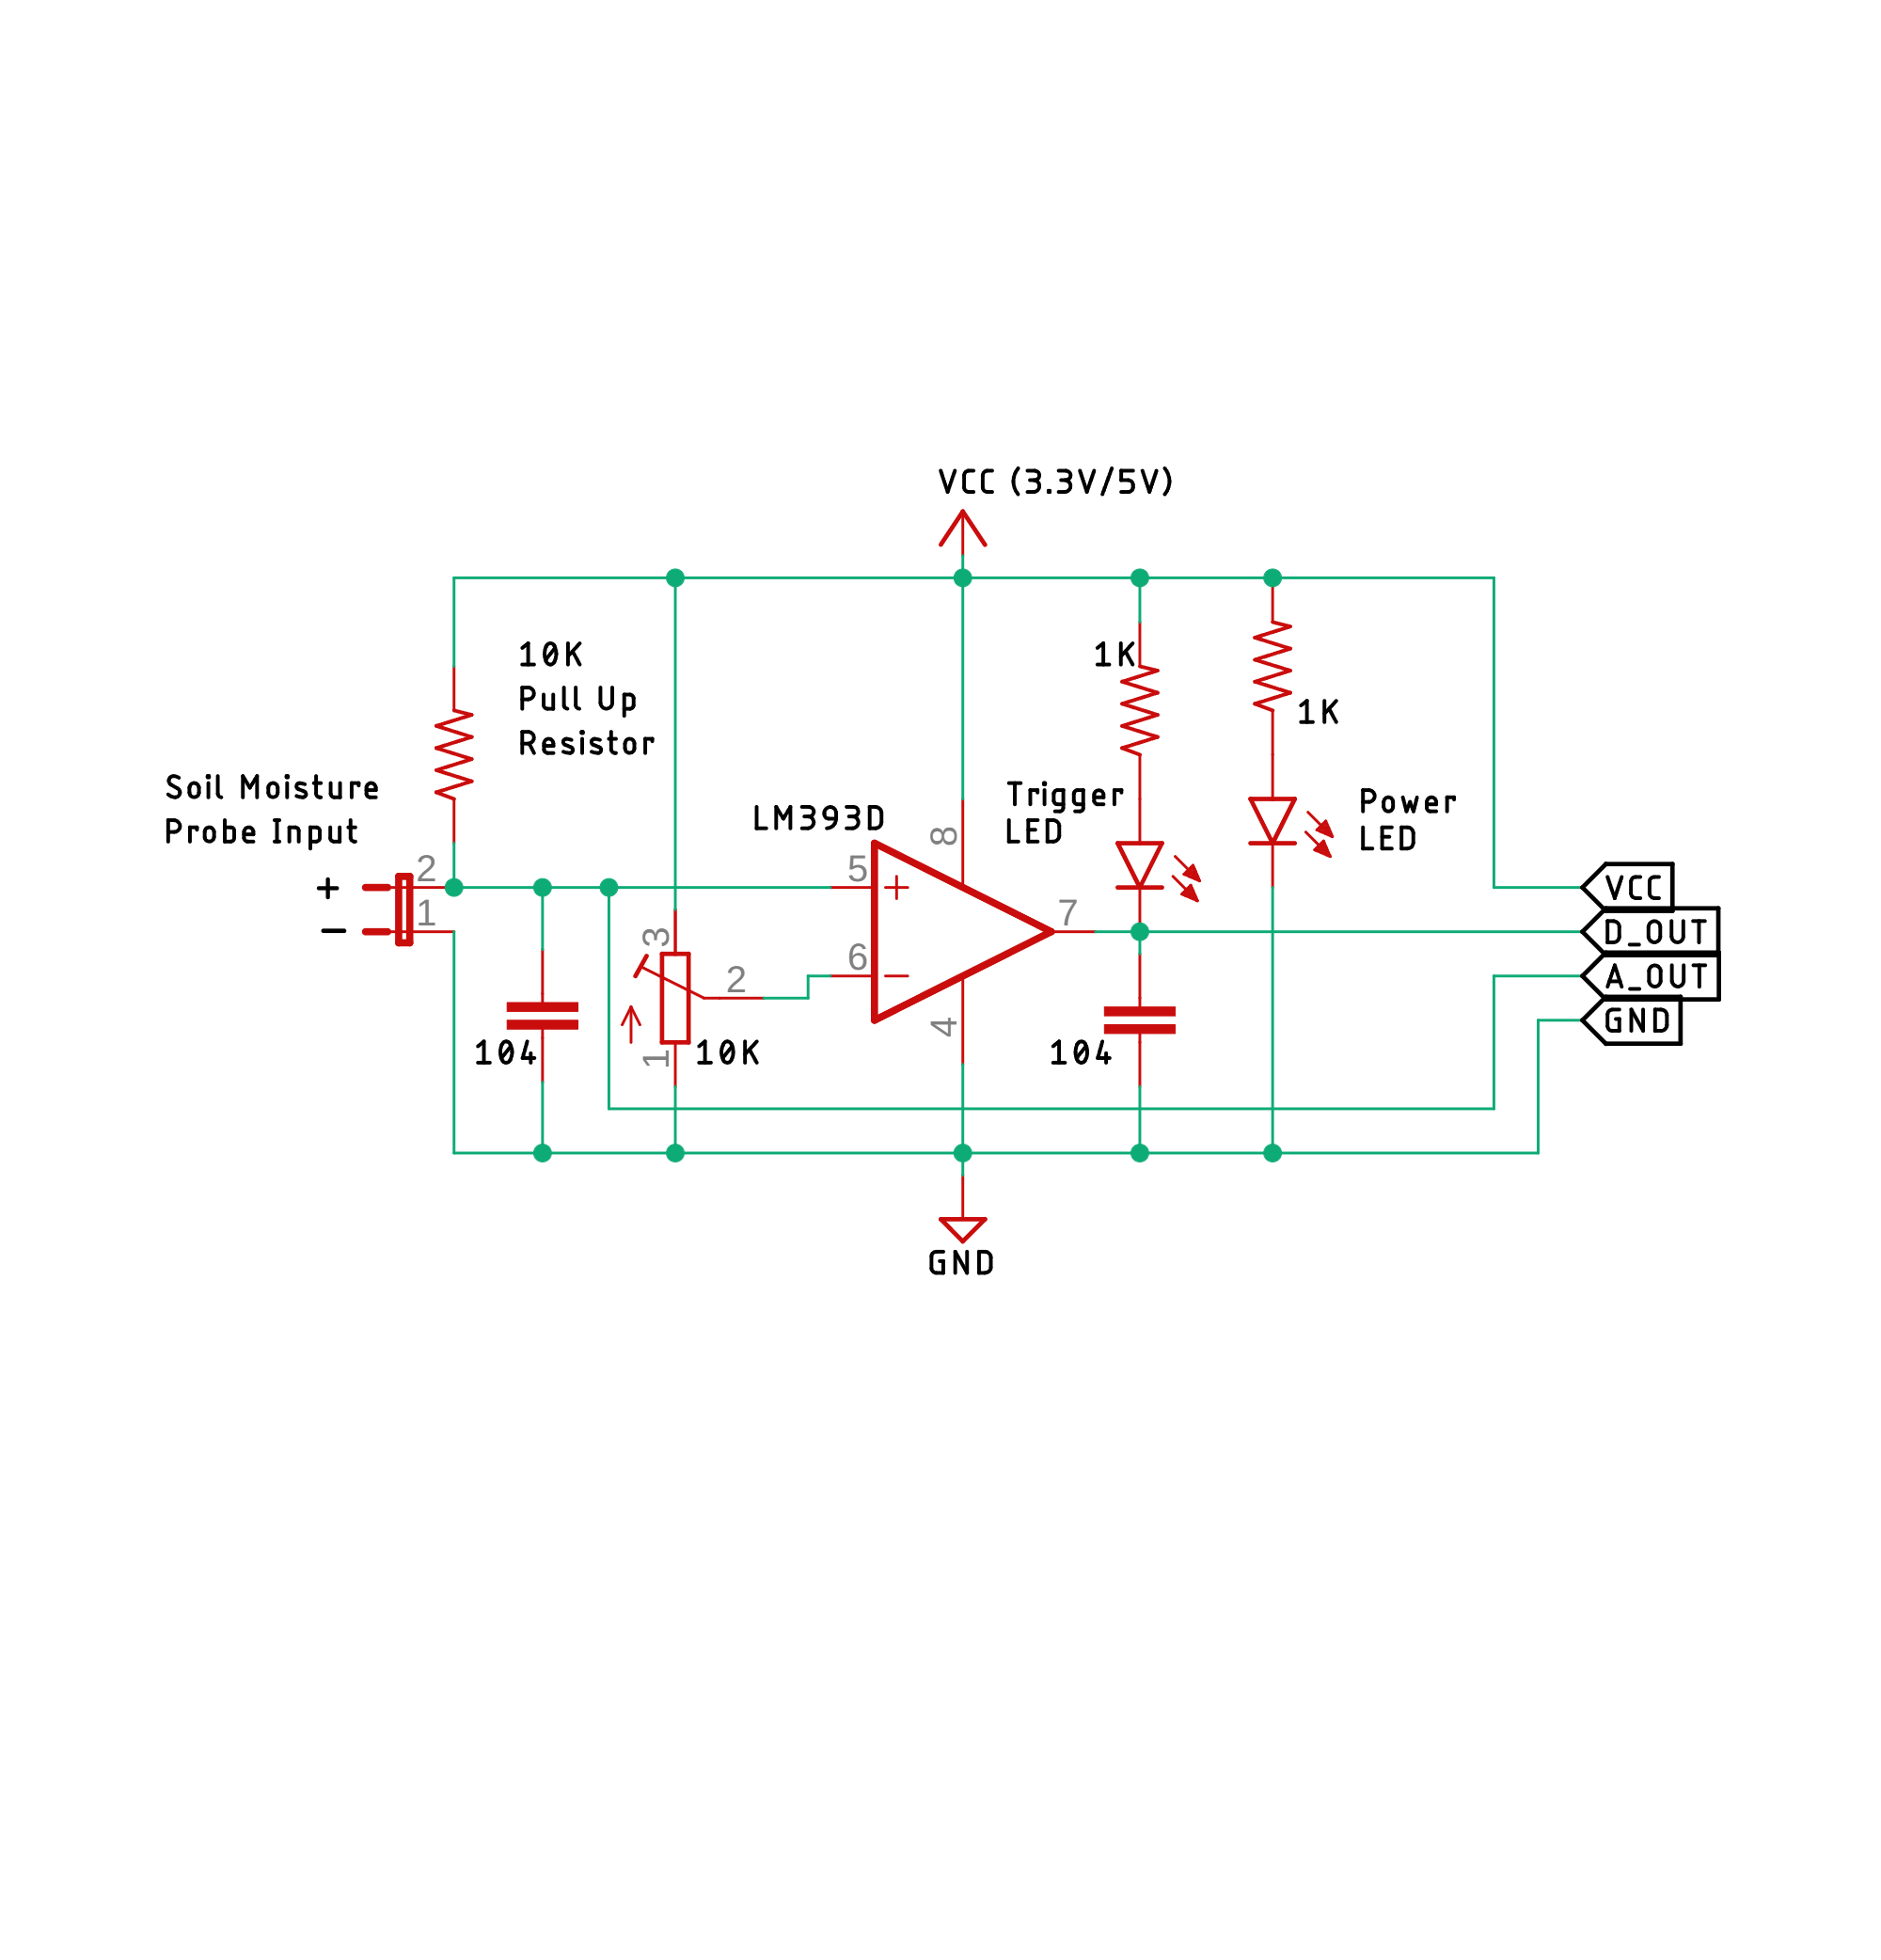 VCC (3.3V/5V)
10K
Pull Up
Resistor
1K
1K
Soil Moisture
Probe Input
LM393D
Trigger
LED
Power
LED
+
2
−
1
5
+
6
−
8
4
7
3
2
1
104
10K
104
VCC
D_OUT
A_OUT
GND
GND